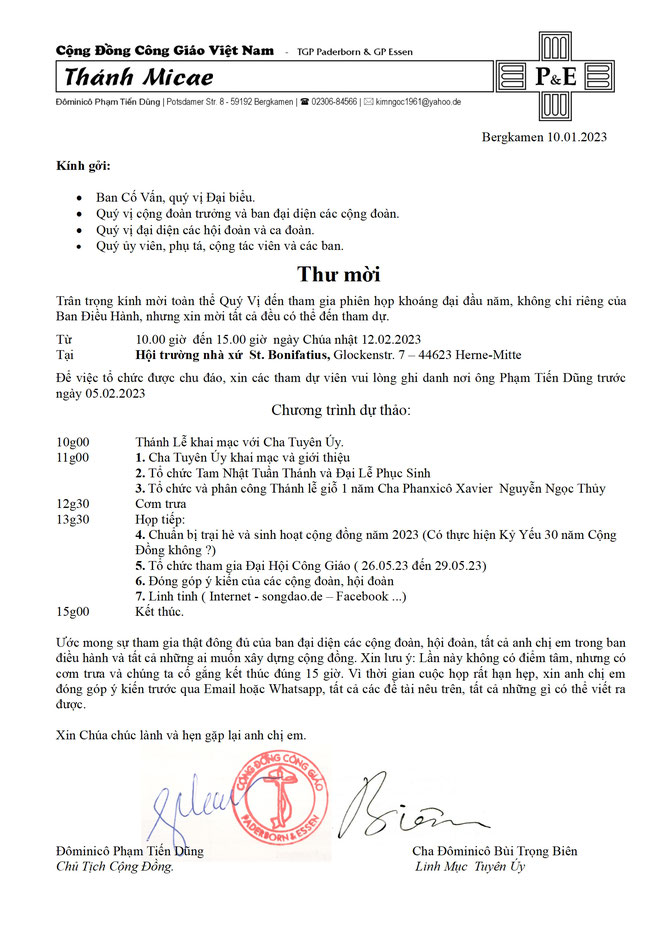 Cộng Đồng Công Giáo Việt Nam - TGP Paderborn & GP Essen
Thánh Micae
P&E
Đôminicô Phạm Tiến Dũng | Potsdamer Str. 8 - 59192 Bergkamen | ☎ 02306-84566 | ✉ kimngoc1961@yahoo.de
Bergkamen 10.01.2023
Kính gởi:
• Ban Cố Vấn, quý vị Đại biểu.
• Quý vị cộng đoàn trưởng và ban đại diện các cộng đoàn.
• Quý vị đại diện các hội đoàn và ca đoàn.
• Quý ủy viên, phụ tá, cộng tác viên và các ban.
Thư mời
Trân trọng kính mời toàn thể Quý Vị đến tham gia phiên họp khoáng đại đầu năm, không chỉ riêng của
Ban Điều Hành, nhưng xin mời tất cả đều có thể đến tham dự.
Từ 10.00 giờ đến 15.00 giờ ngày Chúa nhật 12.02.2023
Tại Hội trường nhà xứ St. Bonifatius, Glockenstr. 7 – 44623 Herne-Mitte
Để việc tổ chức được chu đáo, xin các tham dự viên vui lòng ghi danh nơi ông Phạm Tiến Dũng trước
ngày 05.02.2023
Chương trình dự thảo:
10g00 Thánh Lễ khai mạc với Cha Tuyên Úy.
11g00 1. Cha Tuyên Úy khai mạc và giới thiệu
2. Tổ chức Tam Nhật Tuần Thánh và Đại Lễ Phục Sinh
3. Tổ chức và phân công Thánh lễ giỗ 1 năm Cha Phanxicô Xavier Nguyễn Ngọc Thủy
12g30 Cơm trưa
13g30 Họp tiếp:
4. Chuẩn bị trại hè và sinh hoạt cộng đồng năm 2023 (Có thực hiện Kỷ Yếu 30 năm Cộng
Đồng không ?)
5. Tổ chức tham gia Đại Hội Công Giáo ( 26.05.23 đến 29.05.23)
6. Đóng góp ý kiến của các cộng đoàn, hội đoàn
7. Linh tinh ( Internet - songdao.de – Facebook ...)
15g00 Kết thúc.
Ước mong sự tham gia thật đông đủ của ban đại diện các cộng đoàn, hội đoàn, tất cả anh chị em trong ban
điều hành và tất cả những ai muốn xây dựng cộng đồng. Xin lưu ý: Lần này không có điểm tâm, nhưng có
cơm trưa và chúng ta cố gắng kết thúc đúng 15 giờ. Vì thời gian cuộc họp rất hạn hẹp, xin anh chị em
đóng góp ý kiến trước qua Email hoặc Whatsapp, tất cả các đề tài nêu trên, tất cả những gì có thể viết ra
được.
Xin Chúa chúc lành và hẹn gặp lại anh chị em.
CỘNG ĐỒNG CÔNG GIÁO
PADERBORN & ESSEN
Biên
Đôminicô Phạm Tiến Dũng Cha Đôminicô Bùi Trọng Biên
Chủ Tịch Cộng Đồng. Linh Mục Tuyên Úy